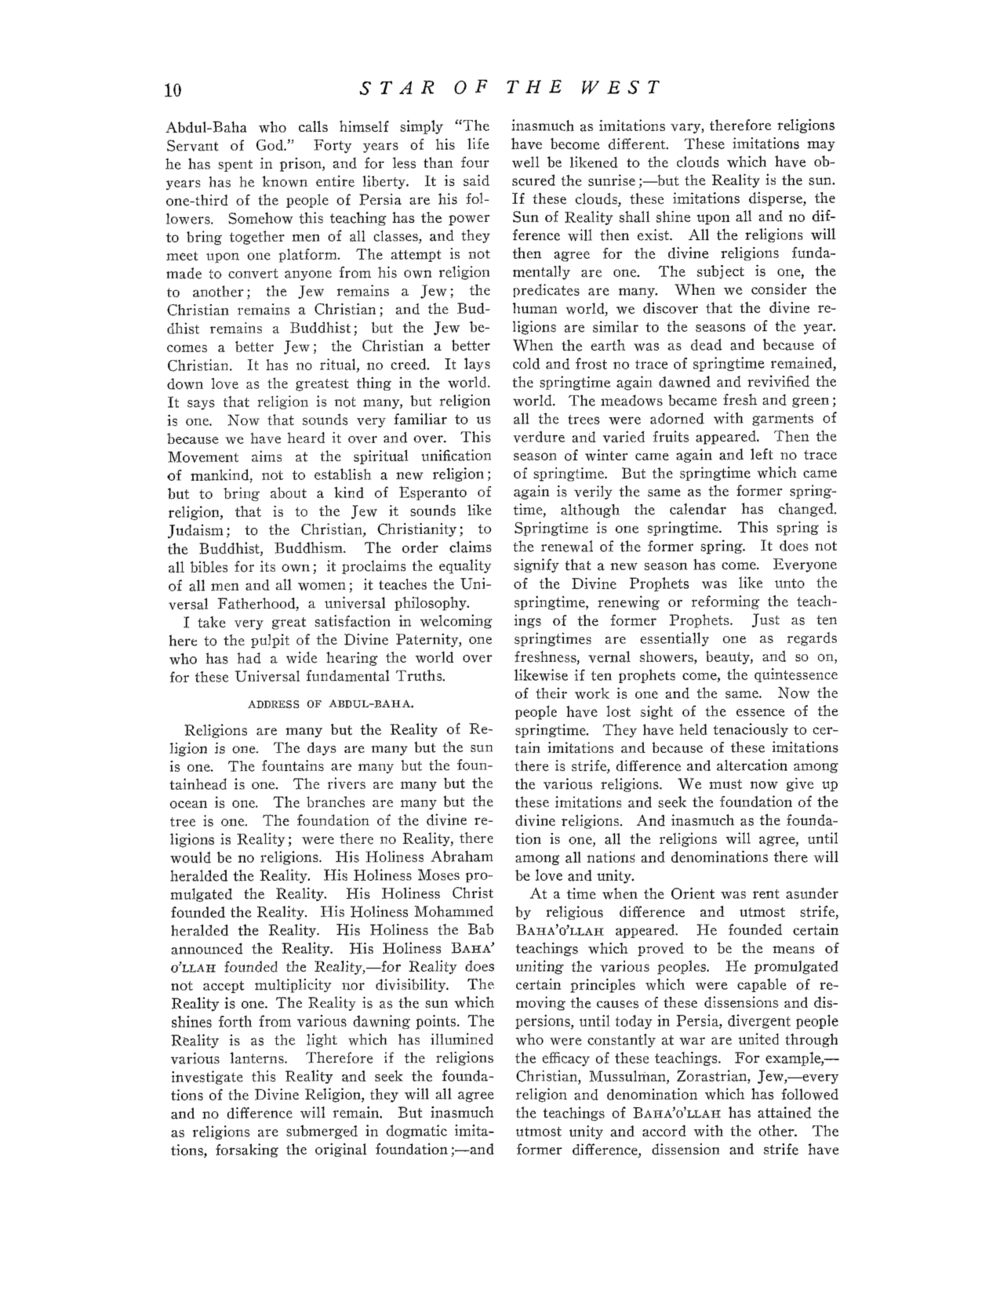 10
STAR OF THE WEST
Abdul-Baha who calls himself simply "The
Servant of God." Forty years of his life
he has spent in prison, and for less than four
years has he known entire liberty. It is said
one-third of the people of Persia are his fol-
lowers. Somehow this teaching has the power
to bring together men of all classes, and they
meet upon one platform. The attempt is not
made to convert anyone from his own religion
to another; the Jew remains a Jew; the
Christian remains a Christian; and the Bud-
dhist remains a Buddhist; but the Jew be-
comes a better Jew; the Christian a better
Christian. It has no ritual, no creed. It lays
down love as the greatest thing in the world.
It says that religion is not many, but religion
is one. Now that sounds very familiar to us
because we have heard it over and over. This
Movement aims at the spiritual unification
of mankind, not to establish a new religion;
but to bring about a kind of Esperanto of
religion, that is to the Jew it sounds like
Judaism; to the Christian, Christianity; to
the Buddhist, Buddhism. The order claims
all bibles for its own; it proclaims the equality
of all men and all women; it teaches the Uni-
versal Fatherhood, a universal philosophy.
I take very great satisfaction in welcoming
here to the pulpit of the Divine Paternity, one
who has had a wide hearing the world over
for these Universal fundamental Truths.
ADDRESS OF ABDUL-BAHA.
Religions are many but the Reality of Re-
ligion is one. The days are many but the sun
is one. The fountains are many but the foun-
tainhead is one. The rivers are many but the
ocean is one. The branches are many but the
tree is one. The foundation of the divine re-
ligions is Reality; were there no Reality, there
would be no religions. His Holiness Abraham
heralded the Reality. His Holiness Moses pro-
mulgated the Reality. His Holiness Christ
founded the Reality. His Holiness Mohammed
heralded the Reality. His Holiness the Bab
announced the Reality. His Holiness BAHA'
O'LLAH founded the Reality,—for Reality does
not accept multiplicity nor divisibility. The
Reality is one. The Reality is as the sun which
shines forth from various dawning points. The
Reality is as the light which has illumined
various lanterns. Therefore if the religions
investigate this Reality and seek the founda-
tions of the Divine Religion, they will all agree
and no difference will remain. But inasmuch
as religions are submerged in dogmatic imita-
tions, forsaking the original foundation;—and
inasmuch as imitations vary, therefore religions
have become different. These imitations may
well be likened to the clouds which have ob-
scured the sunrise;—but the Reality is the sun.
If these clouds, these imitations disperse, the
Sun of Reality shall shine upon all and no dif-
ference will then exist. All the religions will
then agree for the divine religions funda-
mentally are one. The subject is one, the
predicates are many. When we consider the
human world, we discover that the divine re-
ligions are similar to the seasons of the year.
When the earth was as dead and because of
cold and frost no trace of springtime remained,
the springtime again dawned and revivified the
world. The meadows became fresh and green;
all the trees were adorned with garments of
verdure and varied fruits appeared. Then the
season of winter came again and left no trace
of springtime. But the springtime which came
again is verily the same as the former spring-
time, although the calendar has changed.
Springtime is one springtime. This spring is
the renewal of the former spring. It does not
signify that a new season has come. Everyone
of the Divine Prophets was like unto the
springtime, renewing or reforming the teach-
ings of the former Prophets. Just as ten
springtimes are essentially one as regards
freshness, vernal showers, beauty, and so on,
likewise if ten prophets come, the quintessence
of their work is one and the same. Now the
people have lost sight of the essence of the
springtime. They have held tenaciously to cer-
tain imitations and because of these imitations
there is strife, difference and altercation among
the various religions. We must now give up
these imitations and seek the foundation of the
divine religions. And inasmuch as the founda-
tion is one, all the religions will agree, until
among all nations and denominations there will
be love and unity.
At a time when the Orient was rent asunder
by religious difference and utmost strife,
BAHA'O'LLAH appeared. He founded certain
teachings which proved to be the means of
uniting the various peoples. He promulgated
certain principles which were capable of re-
moving the causes of these dissensions and dis-
persions, until today in Persia, divergent people
who were constantly at war are united through
the efficacy of these teachings. For example,—
Christian, Mussulman, Zorastrian, Jew,—every
religion and denomination which has followed
the teachings of BAHA'O'LLAH has attained the
utmost unity and accord with the other. The
former difference, dissension and strife have